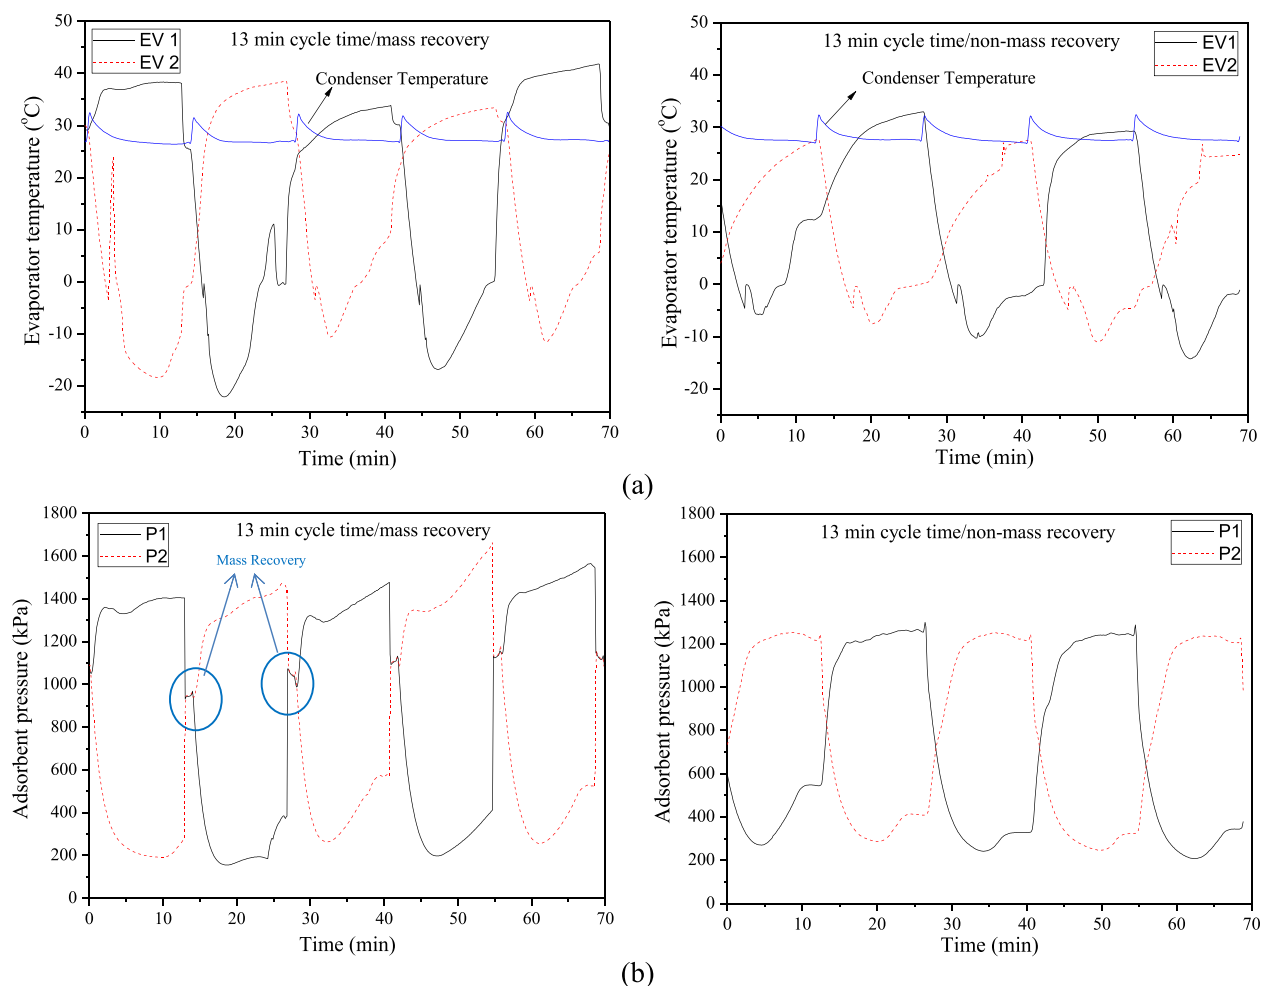 13 min cycle time/mass recovery
EV 1
EV 2
Condenser Temperature
Evaporator temperature (°C)
50
40
30
20
10
0
-10
-20
0 10 20 30 40 50 60 70
Time (min)
13 min cycle time/non-mass recovery
EV1
EV2
Condenser Temperature
Evaporator temperature (°C)
50
40
30
20
10
0
-10
-20
0 10 20 30 40 50 60 70
Time (min)
(a)
13 min cycle time/mass recovery
P1
P2
Mass Recovery
Adsorbent pressure (kPa)
1800
1600
1400
1200
1000
800
600
400
200
0
0 10 20 30 40 50 60 70
Time (min)
13 min cycle time/non-mass recovery
P1
P2
Adsorbent pressure (kPa)
1800
1600
1400
1200
1000
800
600
400
200
0
0 10 20 30 40 50 60 70
Time (min)
(b)